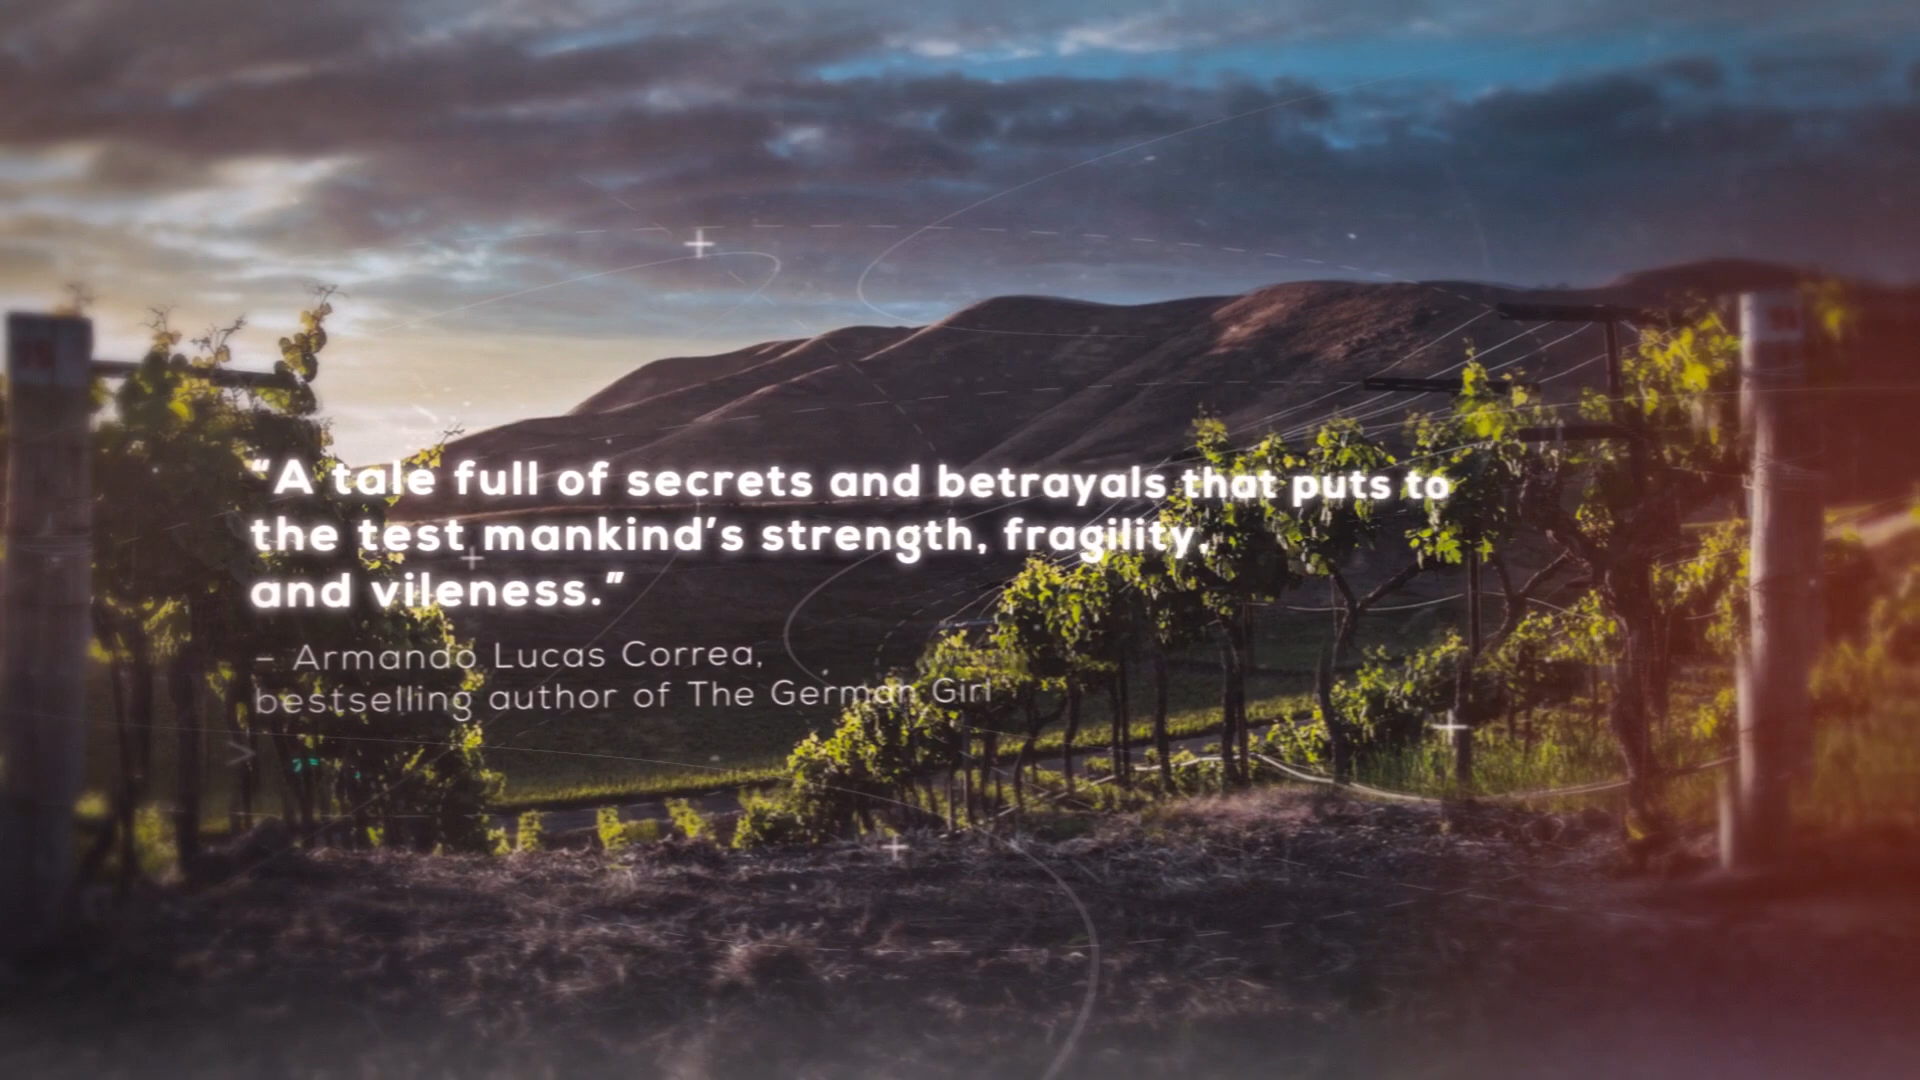 “A tale full of secrets and betrayals that puts to
the test mankind’s strength, fragility,
and vileness.”
– Armando Lucas Correa,
bestselling author of The German Girl